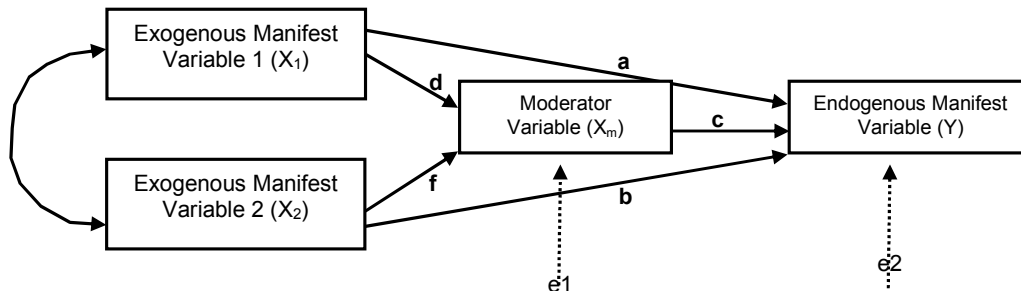 Exogenous Manifest
Variable 1 (X₁)
a
d
Moderator
Variable (Xₘ)
c
Endogenous Manifest
Variable (Y)
Exogenous Manifest
Variable 2 (X₂)
f
b
e1
e2